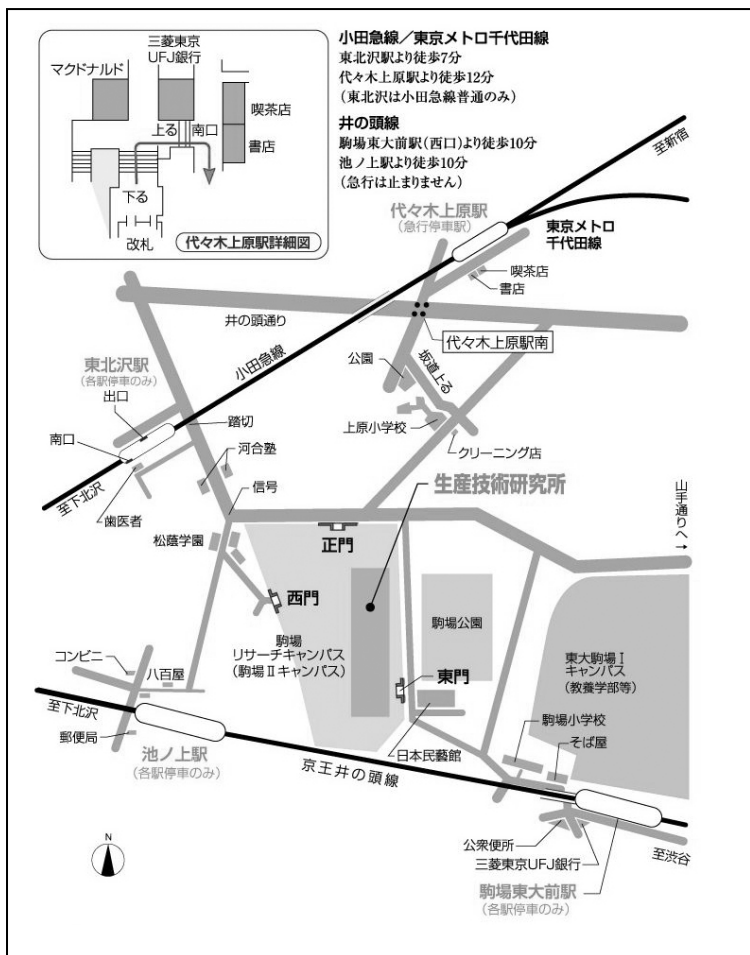 三菱東京
UFJ銀行
マクドナルド
喫茶店
上る
南口
書店
下る
改札
代々木上原駅詳細図
小田急線／東京メトロ千代田線
東北沢駅より徒歩7分
代々木上原駅より徒歩12分
（東北沢は小田急線普通のみ）
井の頭線
駒場東大前駅（西口）より徒歩10分
池ノ上駅より徒歩10分
（急行は止まりません）
至新宿
代々木上原駅
（急行停車駅）
東京メトロ
千代田線
喫茶店
書店
井の頭通り
代々木上原駅南
小田急線
東北沢駅
（各駅停車のみ）
出口
公園
坂道上る
踏切
上原小学校
南口
河合塾
クリーニング店
至下北沢
歯医者
信号
生産技術研究所
山手通りへ→
松蔭学園
正門
西門
駒場公園
駒場
リサーチキャンパス
（駒場Ⅱキャンパス）
東門
東大駒場Ⅰ
キャンパス
（教養学部等）
コンビニ
八百屋
至下北沢
郵便局
池ノ上駅
（各駅停車のみ）
日本民藝館
駒場小学校
そば屋
京王井の頭線
N
公衆便所
三菱東京UFJ銀行
至渋谷
駒場東大前駅
（各駅停車のみ）